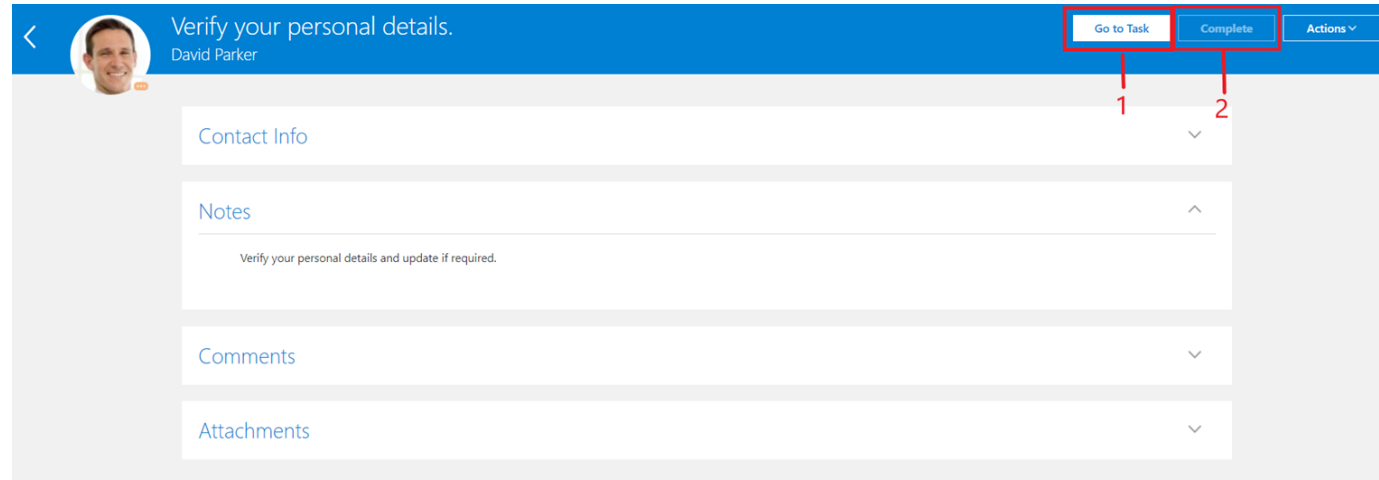 Verify your personal details.
David Parker
Go to Task
Complete
Actions
1
2
Contact Info
Notes
Verify your personal details and update if required.
Comments
Attachments